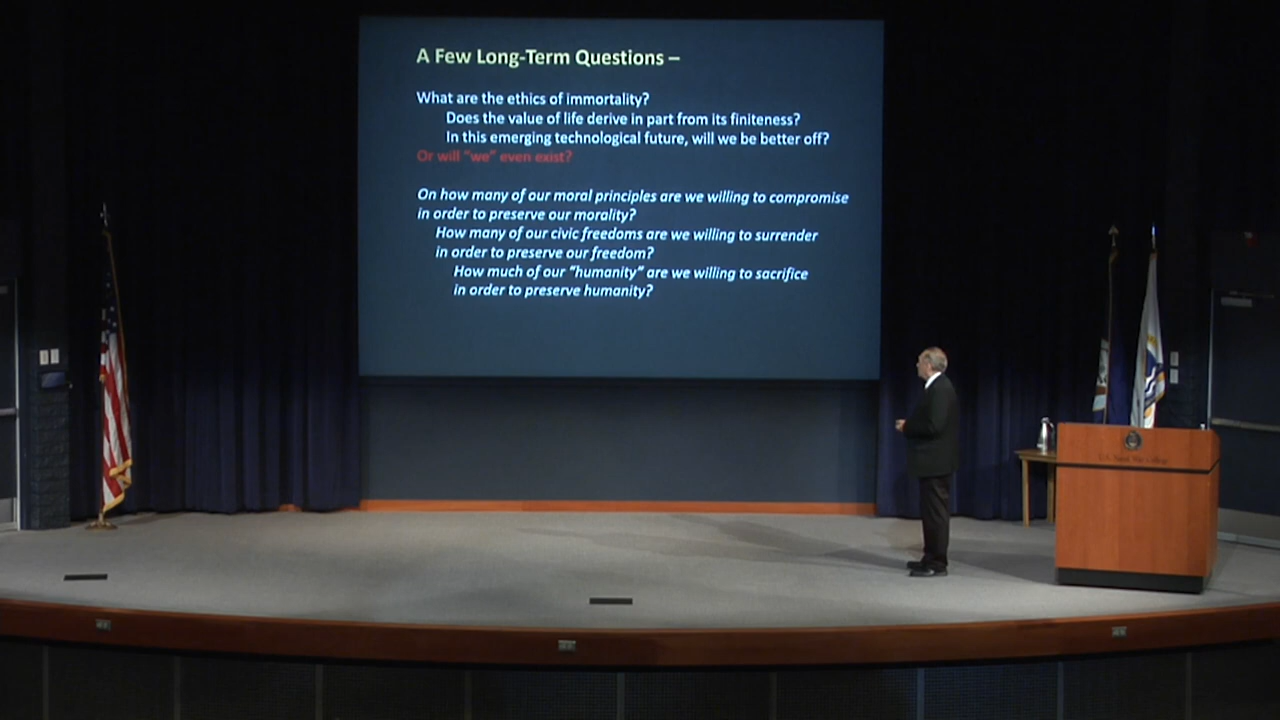 A Few Long-Term Questions –
What are the ethics of immortality?
Does the value of life derive in part from its finiteness?
In this emerging technological future, will we be better off?
Or will “we” even exist?
On how many of our moral principles are we willing to compromise
in order to preserve our morality?
How many of our civic freedoms are we willing to surrender
in order to preserve our freedom?
How much of our “humanity” are we willing to sacrifice
in order to preserve humanity?
U.S. Naval War College